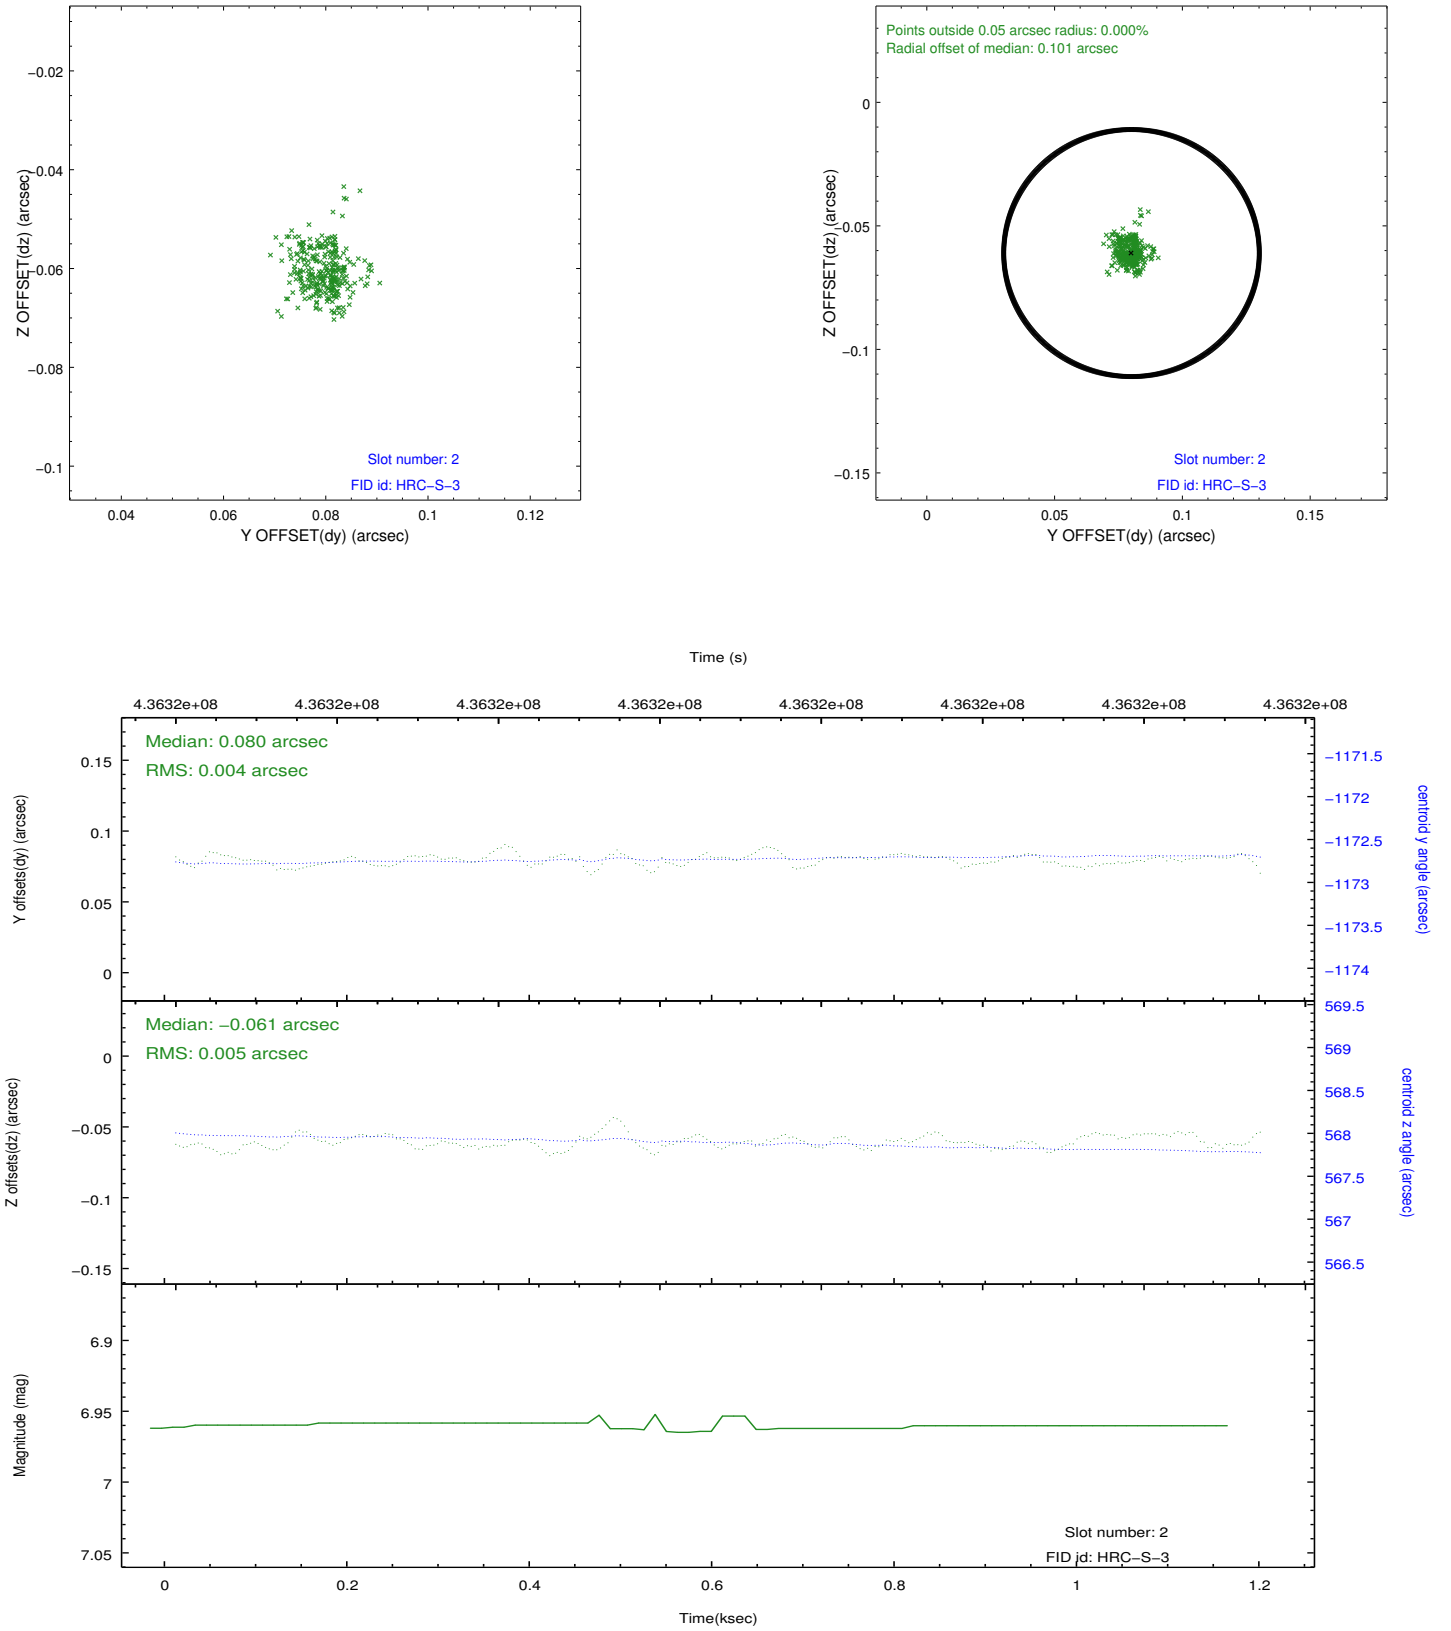 −0.02
−0.04
−0.06
−0.08
−0.1
Z OFFSET(dz) (arcsec)
Slot number: 2
FID id: HRC−S−3
0.04
0.06
0.08
0.1
0.12
Y OFFSET(dy) (arcsec)
Points outside 0.05 arcsec radius: 0.000%
Radial offset of median: 0.101 arcsec
0
−0.05
−0.1
−0.15
Z OFFSET(dz) (arcsec)
Slot number: 2
FID id: HRC−S−3
0
0.05
0.1
0.15
Y OFFSET(dy) (arcsec)
Time (s)
4.3632e+08 4.3632e+08 4.3632e+08 4.3632e+08 4.3632e+08 4.3632e+08 4.3632e+08 4.3632e+08
Median: 0.080 arcsec
RMS: 0.004 arcsec
0.15
0.1
0.05
0
Y offsets(dy) (arcsec)
−1171.5
−1172
−1172.5
−1173
−1173.5
−1174
centroid y angle (arcsec)
Median: −0.061 arcsec
RMS: 0.005 arcsec
0
−0.05
−0.1
−0.15
Z offsets(dz) (arcsec)
569.5
569
568.5
568
567.5
567
566.5
centroid z angle (arcsec)
6.9
6.95
7
7.05
Magnitude (mag)
Slot number: 2
FID id: HRC−S−3
0
0.2
0.4
0.6
0.8
1
1.2
Time(ksec)